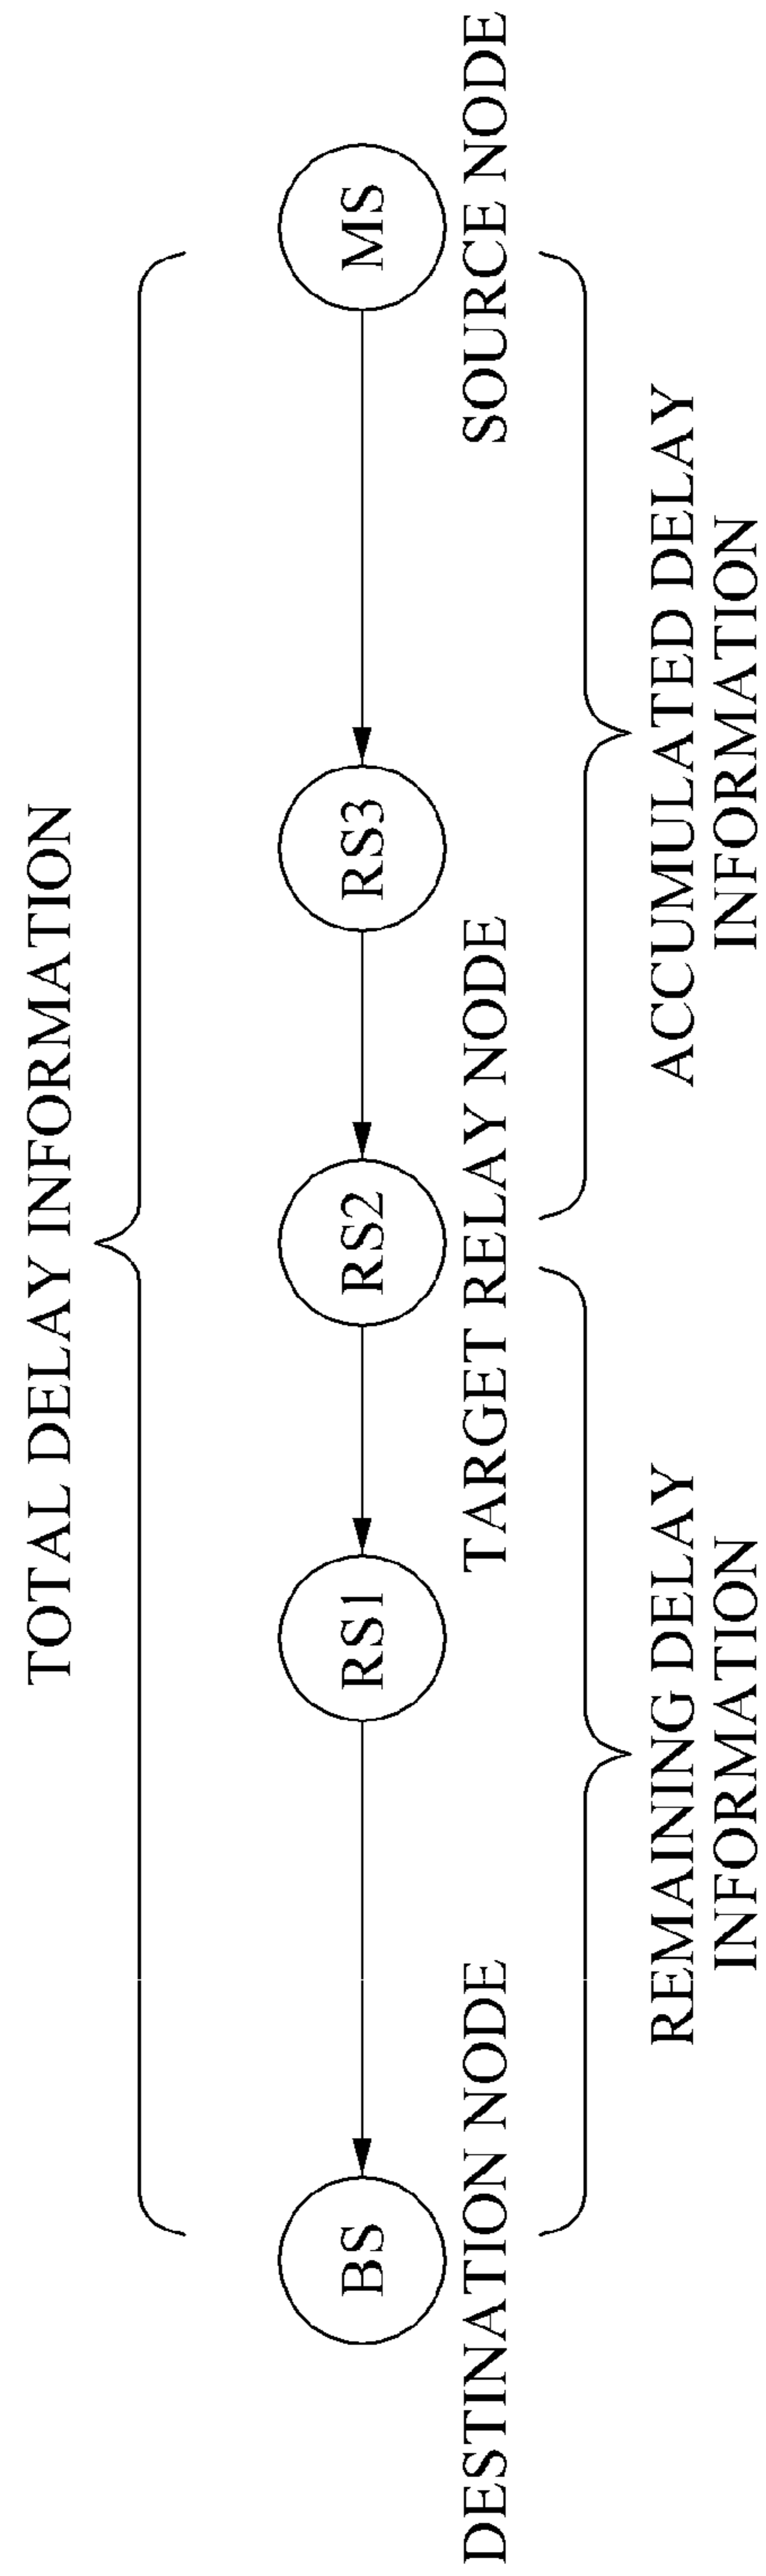 TOTAL DELAY INFORMATION
BS
RS1
RS2
RS3
MS
DESTINATION NODE
TARGET RELAY NODE
SOURCE NODE
REMAINING DELAY
INFORMATION
ACCUMULATED DELAY
INFORMATION